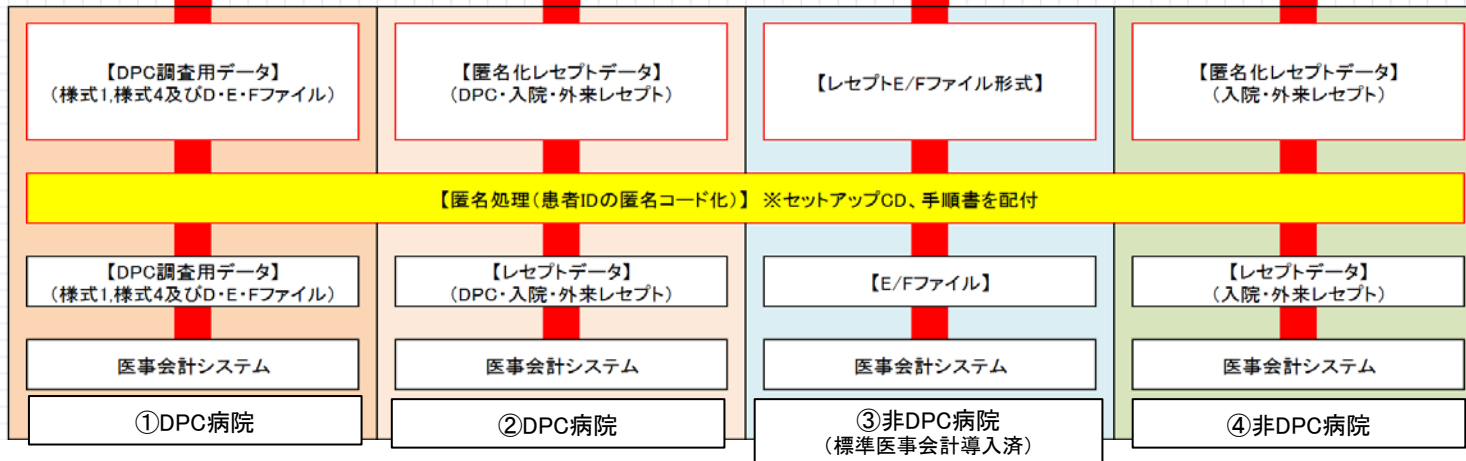 【DPC調査用データ】
(様式1,様式4及びD・E・Fファイル)
【匿名化レセプトデータ】
(DPC・入院・外来レセプト)
【レセプトE/Fファイル形式】
【匿名化レセプトデータ】
(入院・外来レセプト)
【匿名処理(患者IDの匿名コード化)】 ※セットアップCD、手順書を配付
【DPC調査用データ】
(様式1,様式4及びD・E・Fファイル)
【レセプトデータ】
(DPC・入院・外来レセプト)
【E/Fファイル】
【レセプトデータ】
(入院・外来レセプト)
医事会計システム
医事会計システム
医事会計システム
医事会計システム
①DPC病院
②DPC病院
③非DPC病院
(標準医事会計導入済)
④非DPC病院